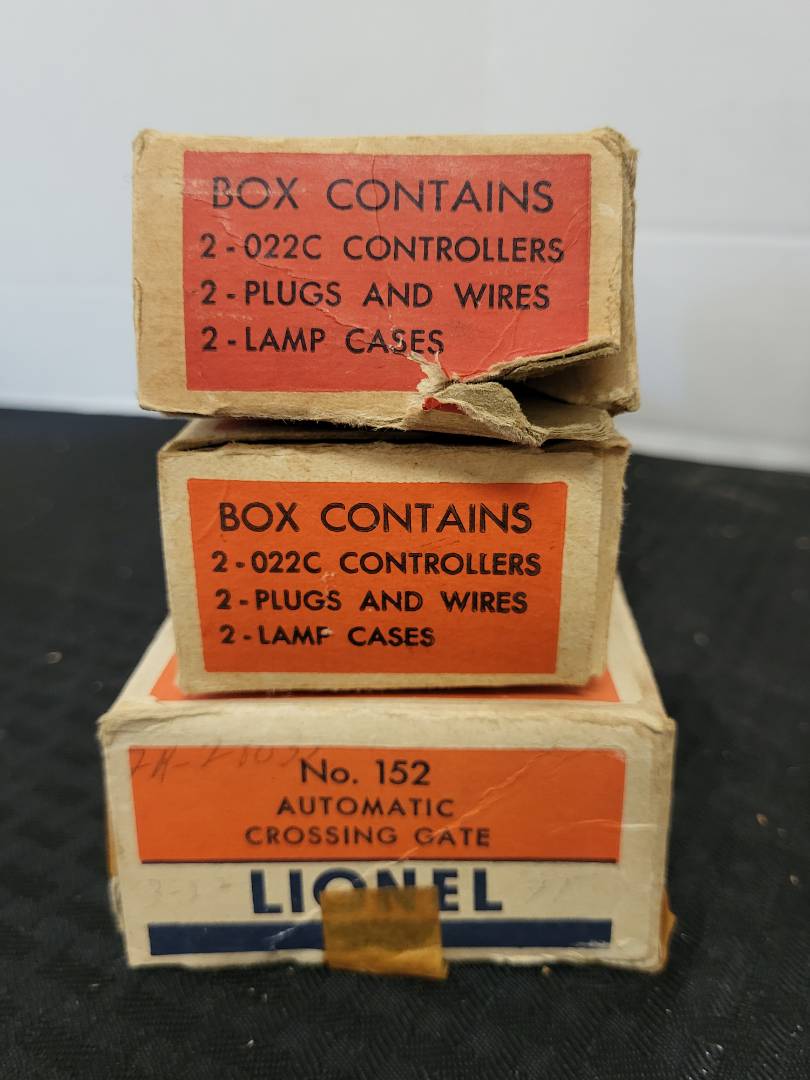 BOX CONTAINS
2-022C CONTROLLERS
2-PLUGS AND WIRES
2-LAMP CASES
BOX CONTAINS
2-022C CONTROLLERS
2-PLUGS AND WIRES
2-LAMP CASES
No. 152
AUTOMATIC
CROSSING GATE
LIONEL